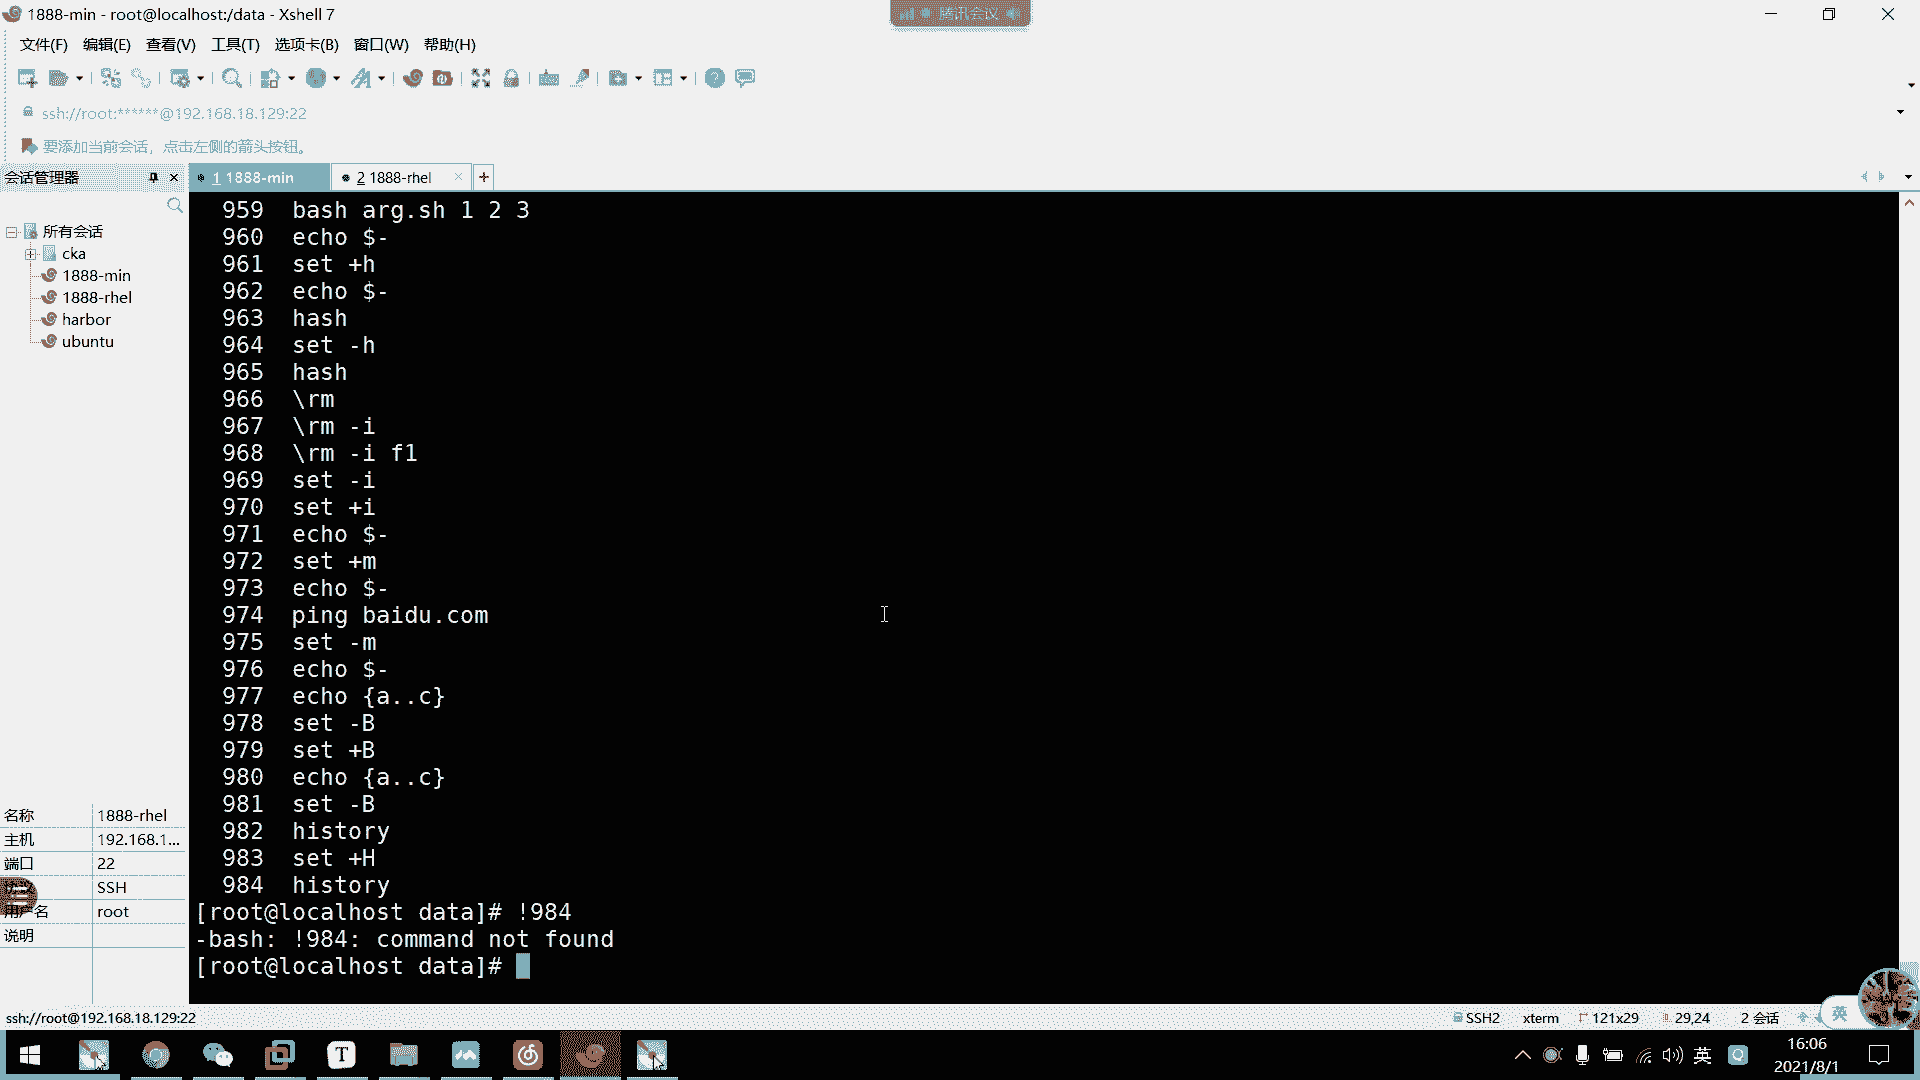 1888-min - root@localhost:/data - Xshell 7
腾讯会议
文件(F) 编辑(E) 查看(V) 工具(T) 选项卡(B) 窗口(W) 帮助(H)
ssh://root:******@192.168.18.129:22
要添加当前会话，点击左侧的箭头按钮。
会话管理器
1 1888-min
2 1888-rhel
所有会话
cka
1888-min
1888-rhel
harbor
ubuntu
959 bash arg.sh 1 2 3
960 echo $-
961 set +h
962 echo $-
963 hash
964 set -h
965 hash
966 \rm
967 \rm -i
968 \rm -i f1
969 set -i
970 set +i
971 echo $-
972 set +m
973 echo $-
974 ping baidu.com
975 set -m
976 echo $-
977 echo {a..c}
978 set -B
979 set +B
980 echo {a..c}
981 set -B
982 history
983 set +H
984 history
[root@localhost data]# !984
-bash: !984: command not found
[root@localhost data]#
名称 1888-rhel
主机 192.168.1...
端口 22
SSH
用户名 root
说明
ssh://root@192.168.18.129:22
SSH2 xterm 121x29 29,24 2 会话
英
T
英
16:06
2021/8/1